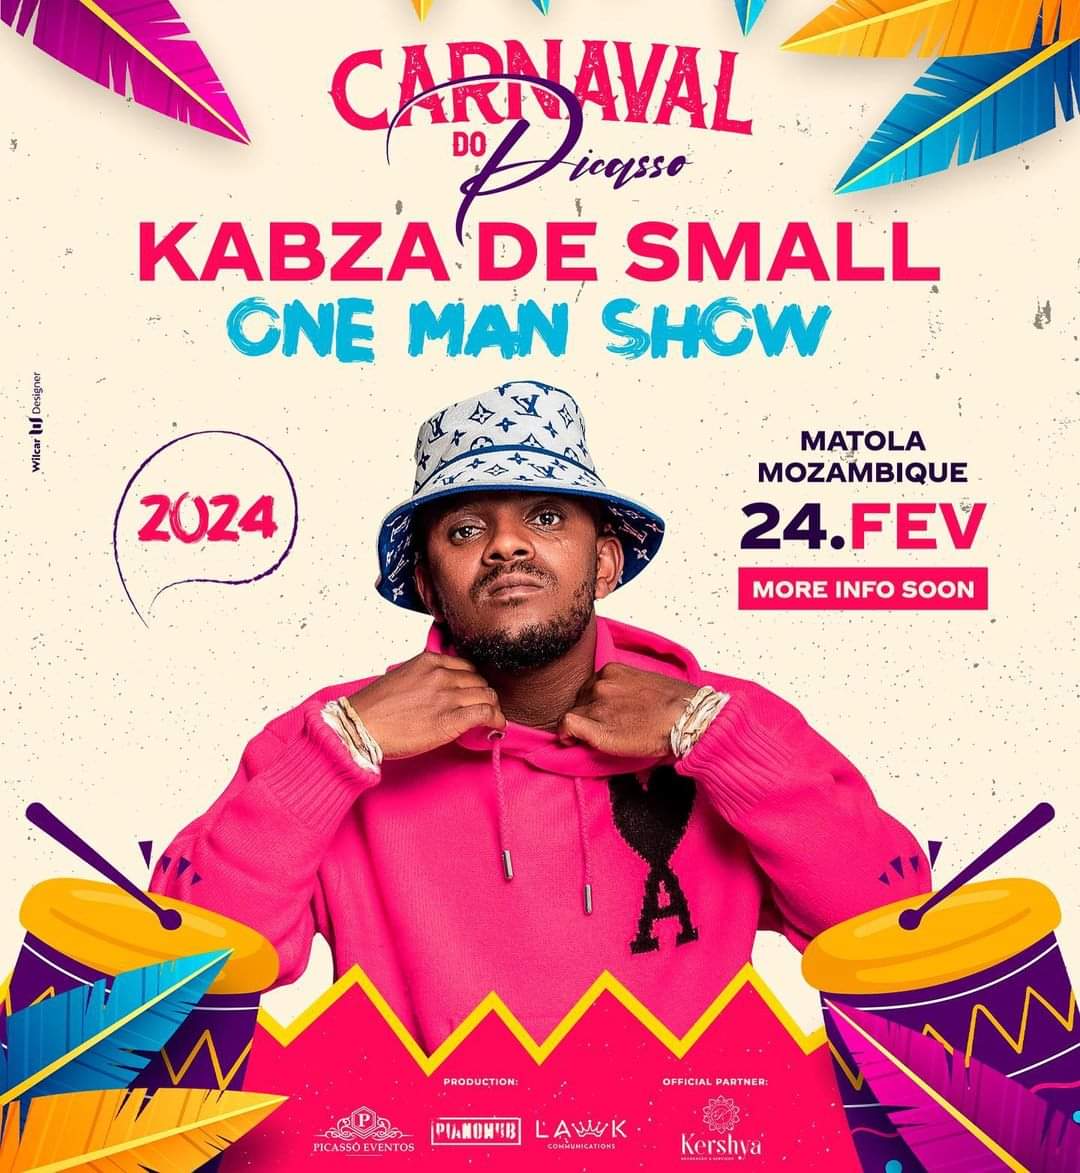 CARNAVAL
DO Picasso
KABZA DE SMALL
ONE MAN SHOW
Wilcar Designer
2024
MATOLA
MOZAMBIQUE
24.FEV
MORE INFO SOON
A
PRODUCTION:
OFFICIAL PARTNER:
P
PICASSÓ EVENTOS
PIANOHUB
LAWK
COMMUNICATIONS
Kershya